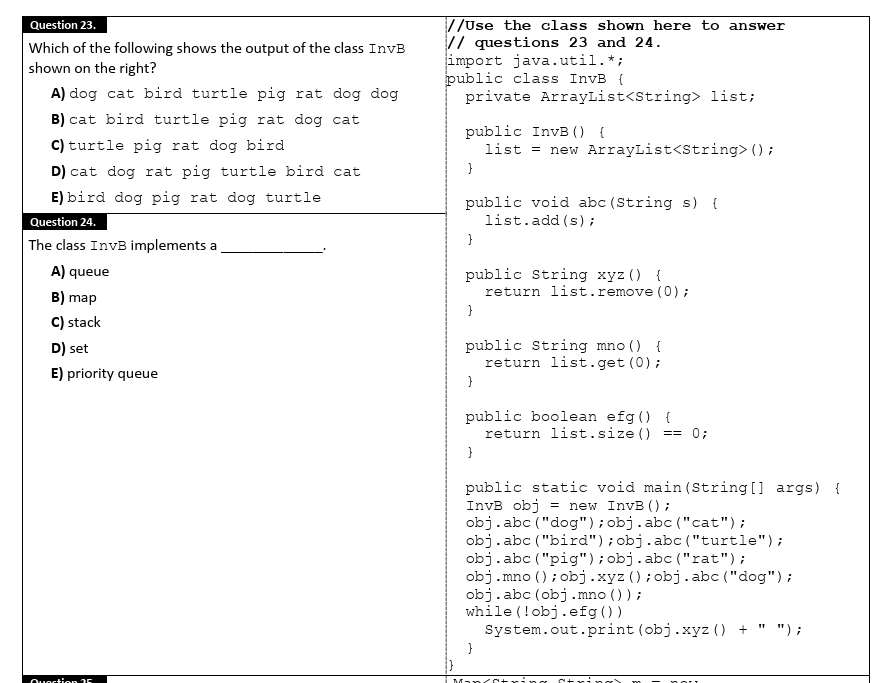 Question 23.
Which of the following shows the output of the class InvB
shown on the right?
A) dog cat bird turtle pig rat dog dog
B) cat bird turtle pig rat dog cat
C) turtle pig rat dog bird
D) cat dog rat pig turtle bird cat
E) bird dog pig rat dog turtle
Question 24.
The class InvB implements a ______________.
A) queue
B) map
C) stack
D) set
E) priority queue
//Use the class shown here to answer
// questions 23 and 24.
import java.util.*;
public class InvB {
private ArrayList<String> list;
public InvB() {
list = new ArrayList<String>();
}
public void abc(String s) {
list.add(s);
}
public String xyz() {
return list.remove(0);
}
public String mno() {
return list.get(0);
}
public boolean efg() {
return list.size() == 0;
}
public static void main(String[] args) {
InvB obj = new InvB();
obj.abc("dog");obj.abc("cat");
obj.abc("bird");obj.abc("turtle");
obj.abc("pig");obj.abc("rat");
obj.mno();obj.xyz();obj.abc("dog");
obj.abc(obj.mno());
while(!obj.efg())
System.out.print(obj.xyz() + " ");
}
}
Question 25
Map<String,String> m = new